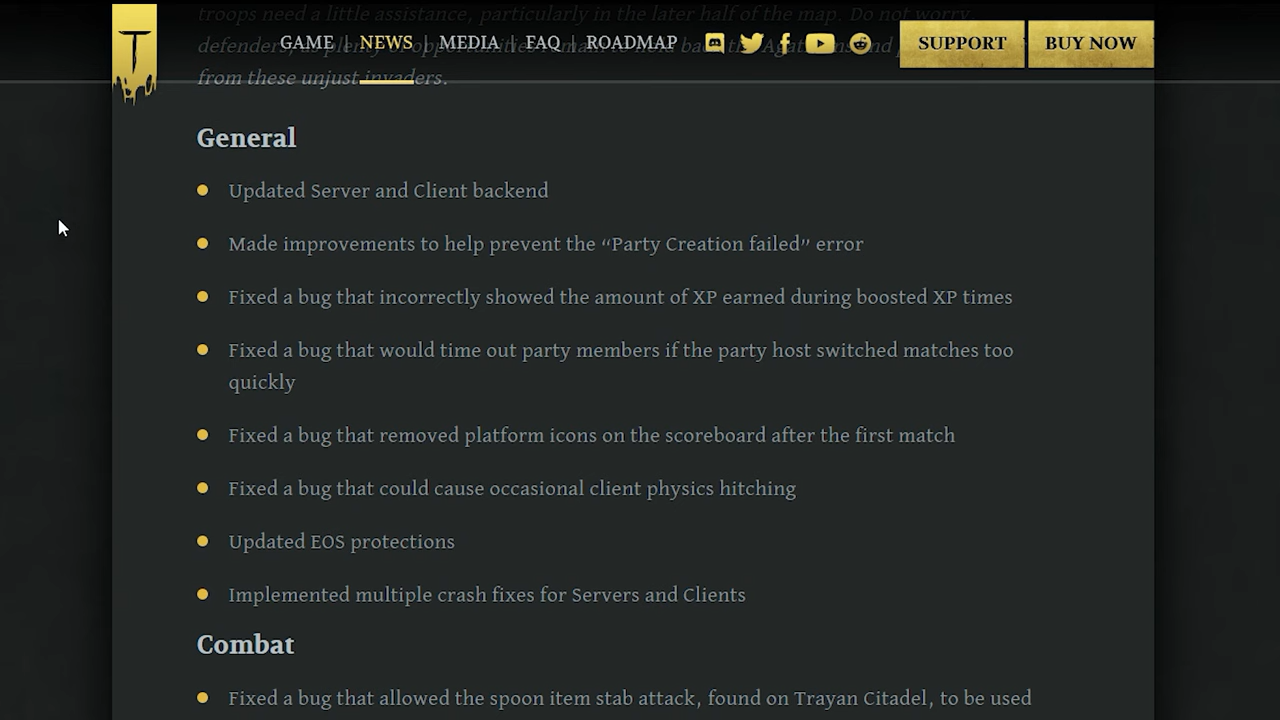 troops need a little assistance, particularly in the later half of the map. Do not worry
GAME | NEWS | MEDIA | FAQ | ROADMAP
SUPPORT
BUY NOW
defenders,
from these unjust invaders.
General
Updated Server and Client backend
Made improvements to help prevent the “Party Creation failed” error
Fixed a bug that incorrectly showed the amount of XP earned during boosted XP times
Fixed a bug that would time out party members if the party host switched matches too
quickly
Fixed a bug that removed platform icons on the scoreboard after the first match
Fixed a bug that could cause occasional client physics hitching
Updated EOS protections
Implemented multiple crash fixes for Servers and Clients
Combat
Fixed a bug that allowed the spoon item stab attack, found on Trayan Citadel, to be used